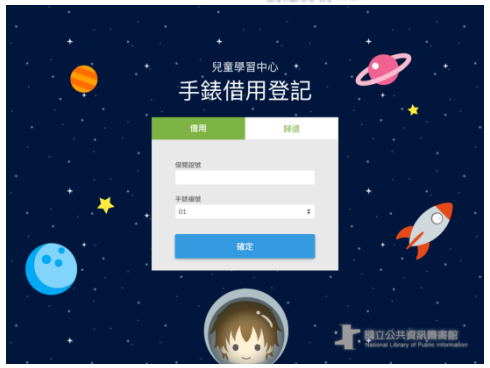 兒童學習中心
手錶借用登記
借用
歸還
借閱證號
手錶編號
01
確定
國立公共資訊圖書館
National Library of Public Information